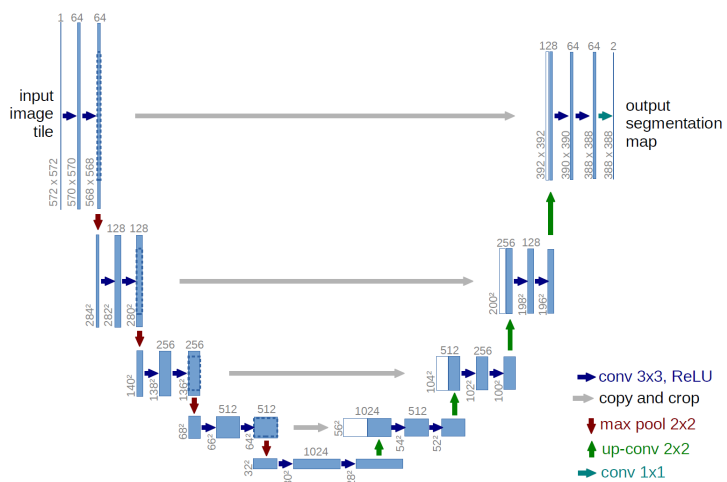 1 64 64
input
image
tile
572 x 572
570 x 570
568 x 568
128 64 64 2
output
segmentation
map
392 x 392
390 x 390
388 x 388
388 x 388
128 128
284²
282²
280²
256 128
200²
198²
196²
256 256
140²
138²
136²
512 256
104²
102²
100²
512 512
68²
66²
64²
1024 512
56²
54²
52²
1024
32²
conv 3x3, ReLU
copy and crop
max pool 2x2
up-conv 2x2
conv 1x1